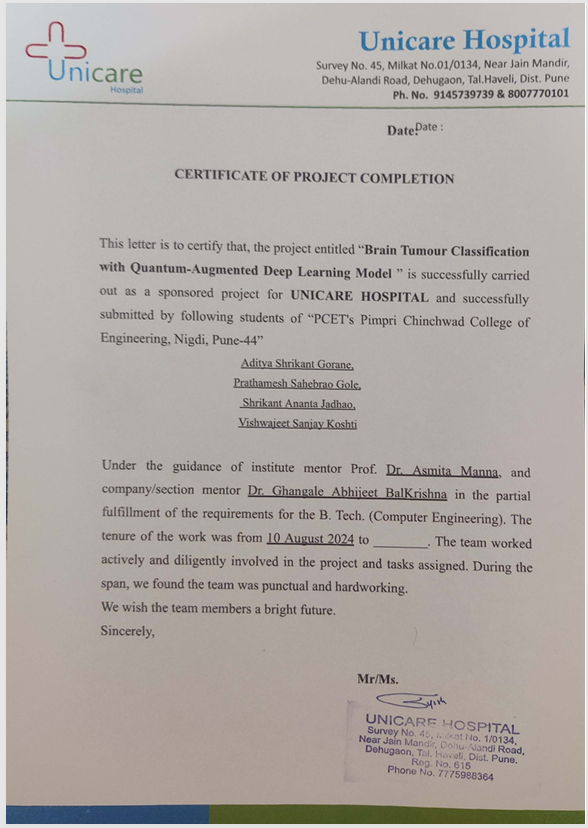 Unicare
Hospital
Unicare Hospital
Survey No. 45, Milkat No.01/0134, Near Jain Mandir,
Dehu-Alandi Road, Dehugaon, Tal.Haveli, Dist. Pune
Ph. No. 9145739739 & 8007770101
Date:Date :
CERTIFICATE OF PROJECT COMPLETION
This letter is to certify that, the project entitled “Brain Tumour Classification
with Quantum-Augmented Deep Learning Model ” is successfully carried
out as a sponsored project for UNICARE HOSPITAL and successfully
submitted by following students of “PCET's Pimpri Chinchwad College of
Engineering, Nigdi, Pune-44”
Aditya Shrikant Gorane,
Prathamesh Sahebrao Gole,
Shrikant Ananta Jadhao,
Vishwajeet Sanjay Koshti
Under the guidance of institute mentor Prof. Dr. Asmita Manna, and
company/section mentor Dr. Ghangale Abhijeet BalKrishna in the partial
fulfillment of the requirements for the B. Tech. (Computer Engineering). The
tenure of the work was from 10 August 2024 to ________. The team worked
actively and diligently involved in the project and tasks assigned. During the
span, we found the team was punctual and hardworking.
We wish the team members a bright future.
Sincerely,
Mr/Ms.
UNICARE HOSPITAL
Survey No. 45, Milkat No. 1/0134,
Near Jain Mandir, Dehu-Alandi Road,
Dehugaon, Tal. Haveli, Dist. Pune.
Reg. No. 615
Phone No. 7775988364